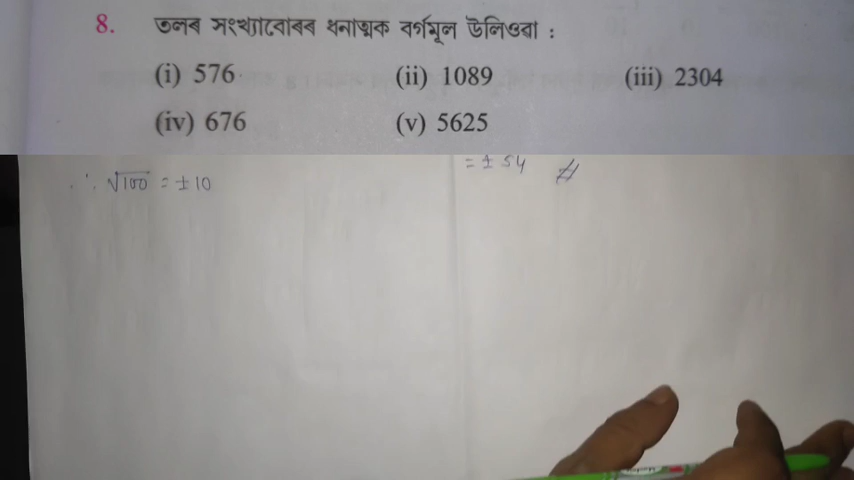 8. তলৰ সংখ্যাবোৰৰ ধনাত্মক বৰ্গমূল উলিওৱা :
(i) 576 (ii) 1089 (iii) 2304
(iv) 676 (v) 5625
= ± 54
∴ √100 = ± 10